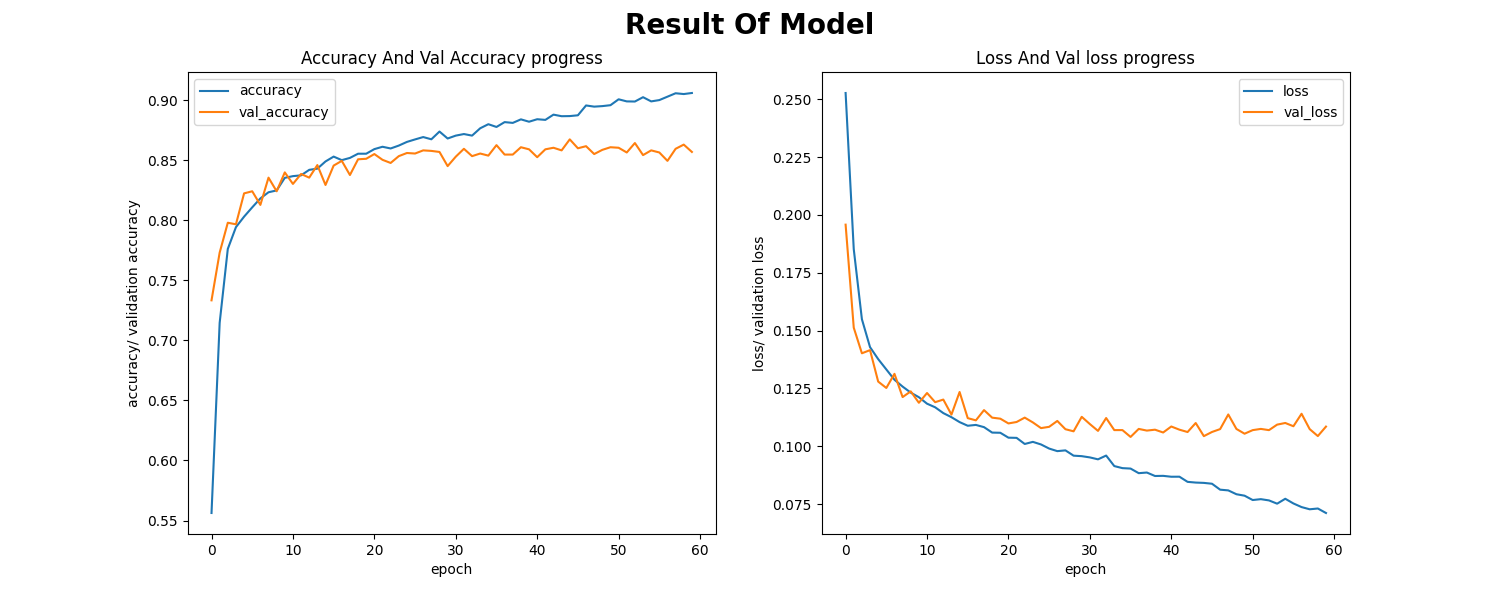 Result Of Model
Accuracy And Val Accuracy progress
accuracy
val_accuracy
0.90
0.85
0.80
0.75
0.70
0.65
0.60
0.55
accuracy/ validation accuracy
0 10 20 30 40 50 60
epoch
Loss And Val loss progress
loss
val_loss
0.250
0.225
0.200
0.175
0.150
0.125
0.100
0.075
loss/ validation loss
0 10 20 30 40 50 60
epoch